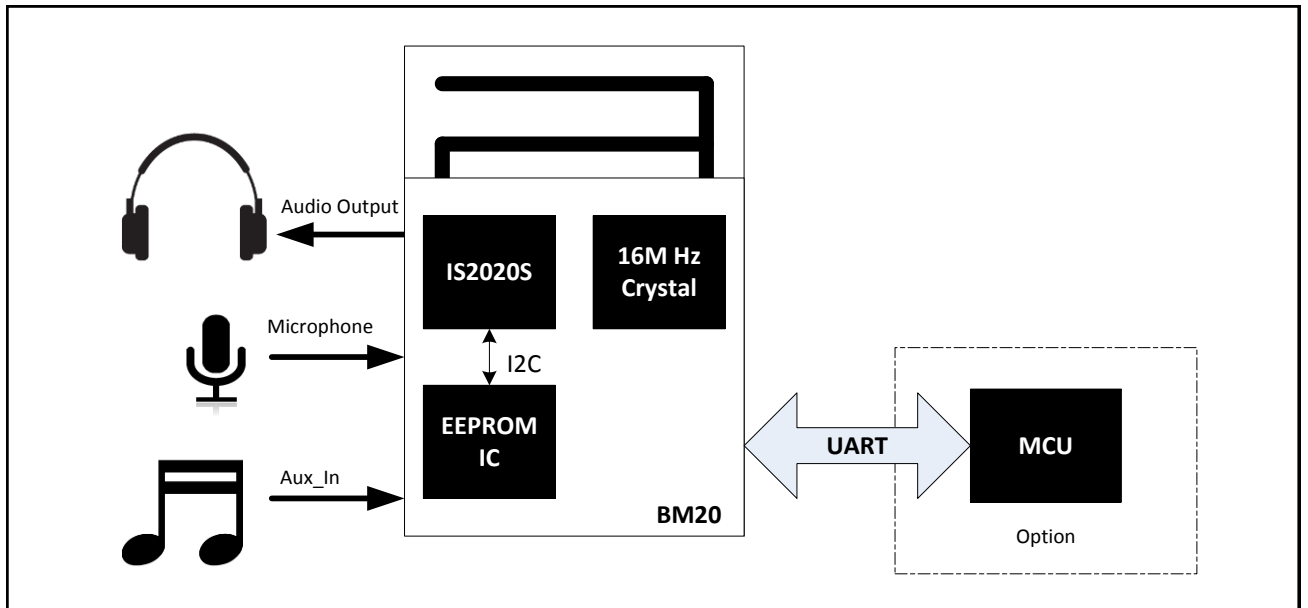 Audio Output
IS2020S
16M Hz
Crystal
Microphone
I2C
EEPROM
IC
UART
MCU
Aux_In
BM20
Option